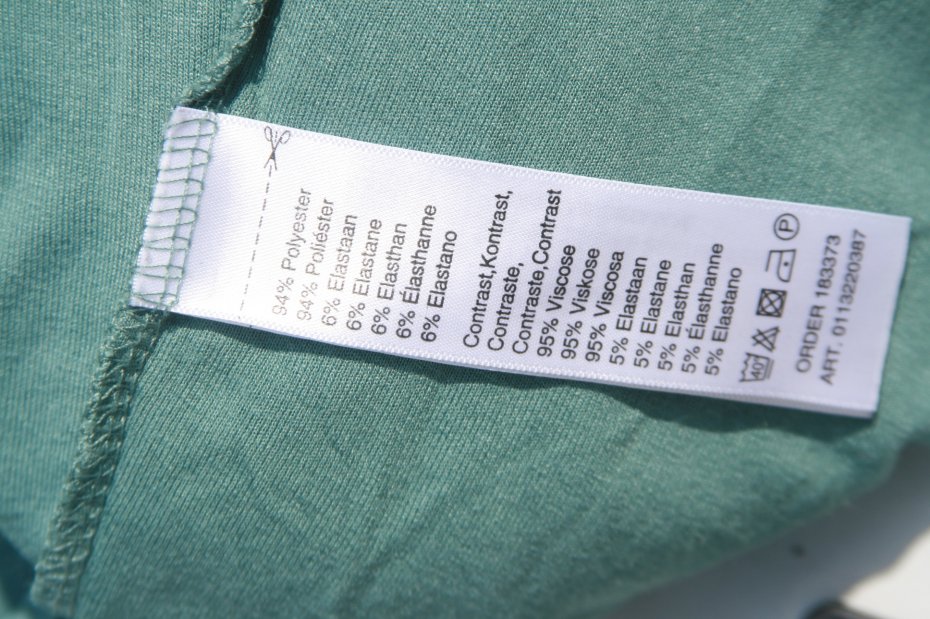 94% Polyester
94% Poliéster
6% Elastaan
6% Elastane
6% Elasthan
6% Élasthanne
6% Elastano
Contrast,Kontrast,
Contraste,
Contraste,Contrast
95% Viscose
95% Viskose
95% Viscosa
5% Elastaan
5% Elastane
5% Elasthan
5% Élasthanne
5% Elastano
40 P
ORDER 183373
ART. 0113220387